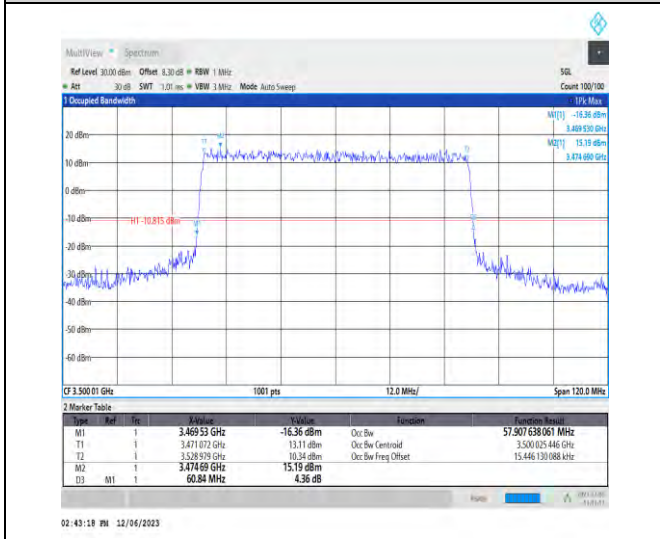 MultiView Spectrum
Ref Level 30.00 dBm Offset 8.30 dB RBW 1 MHz SGL
Att 30 dB SWT 1.01 ms VBW 3 MHz Mode Auto Sweep Count 100/100
1 Occupied Bandwidth 1Pk Max
M1[1] -16.36 dBm
3.469 530 GHz
M2[1] 15.19 dBm
3.474 690 GHz
20 dBm
10 dBm
0 dBm
-10 dBm
H1 -10.815 dBm
-20 dBm
-30 dBm
-40 dBm
-50 dBm
-60 dBm
T1
M2
T2
M1
D3
CF 3.500 01 GHz 1001 pts 12.0 MHz/ Span 120.0 MHz
2 Marker Table
Type Ref Trc X-Value Y-Value Function Function Result
M1 1 3.469 53 GHz -16.36 dBm Occ Bw 57.907 638 061 MHz
T1 1 3.471 072 GHz 13.11 dBm Occ Bw Centroid 3.500 025 446 GHz
T2 1 3.528 979 GHz 10.34 dBm Occ Bw Freq Offset 15.446 130 088 kHz
M2 1 3.474 69 GHz 15.19 dBm
D3 M1 1 60.84 MHz 4.36 dB
02:43:18 PM 12/06/2023